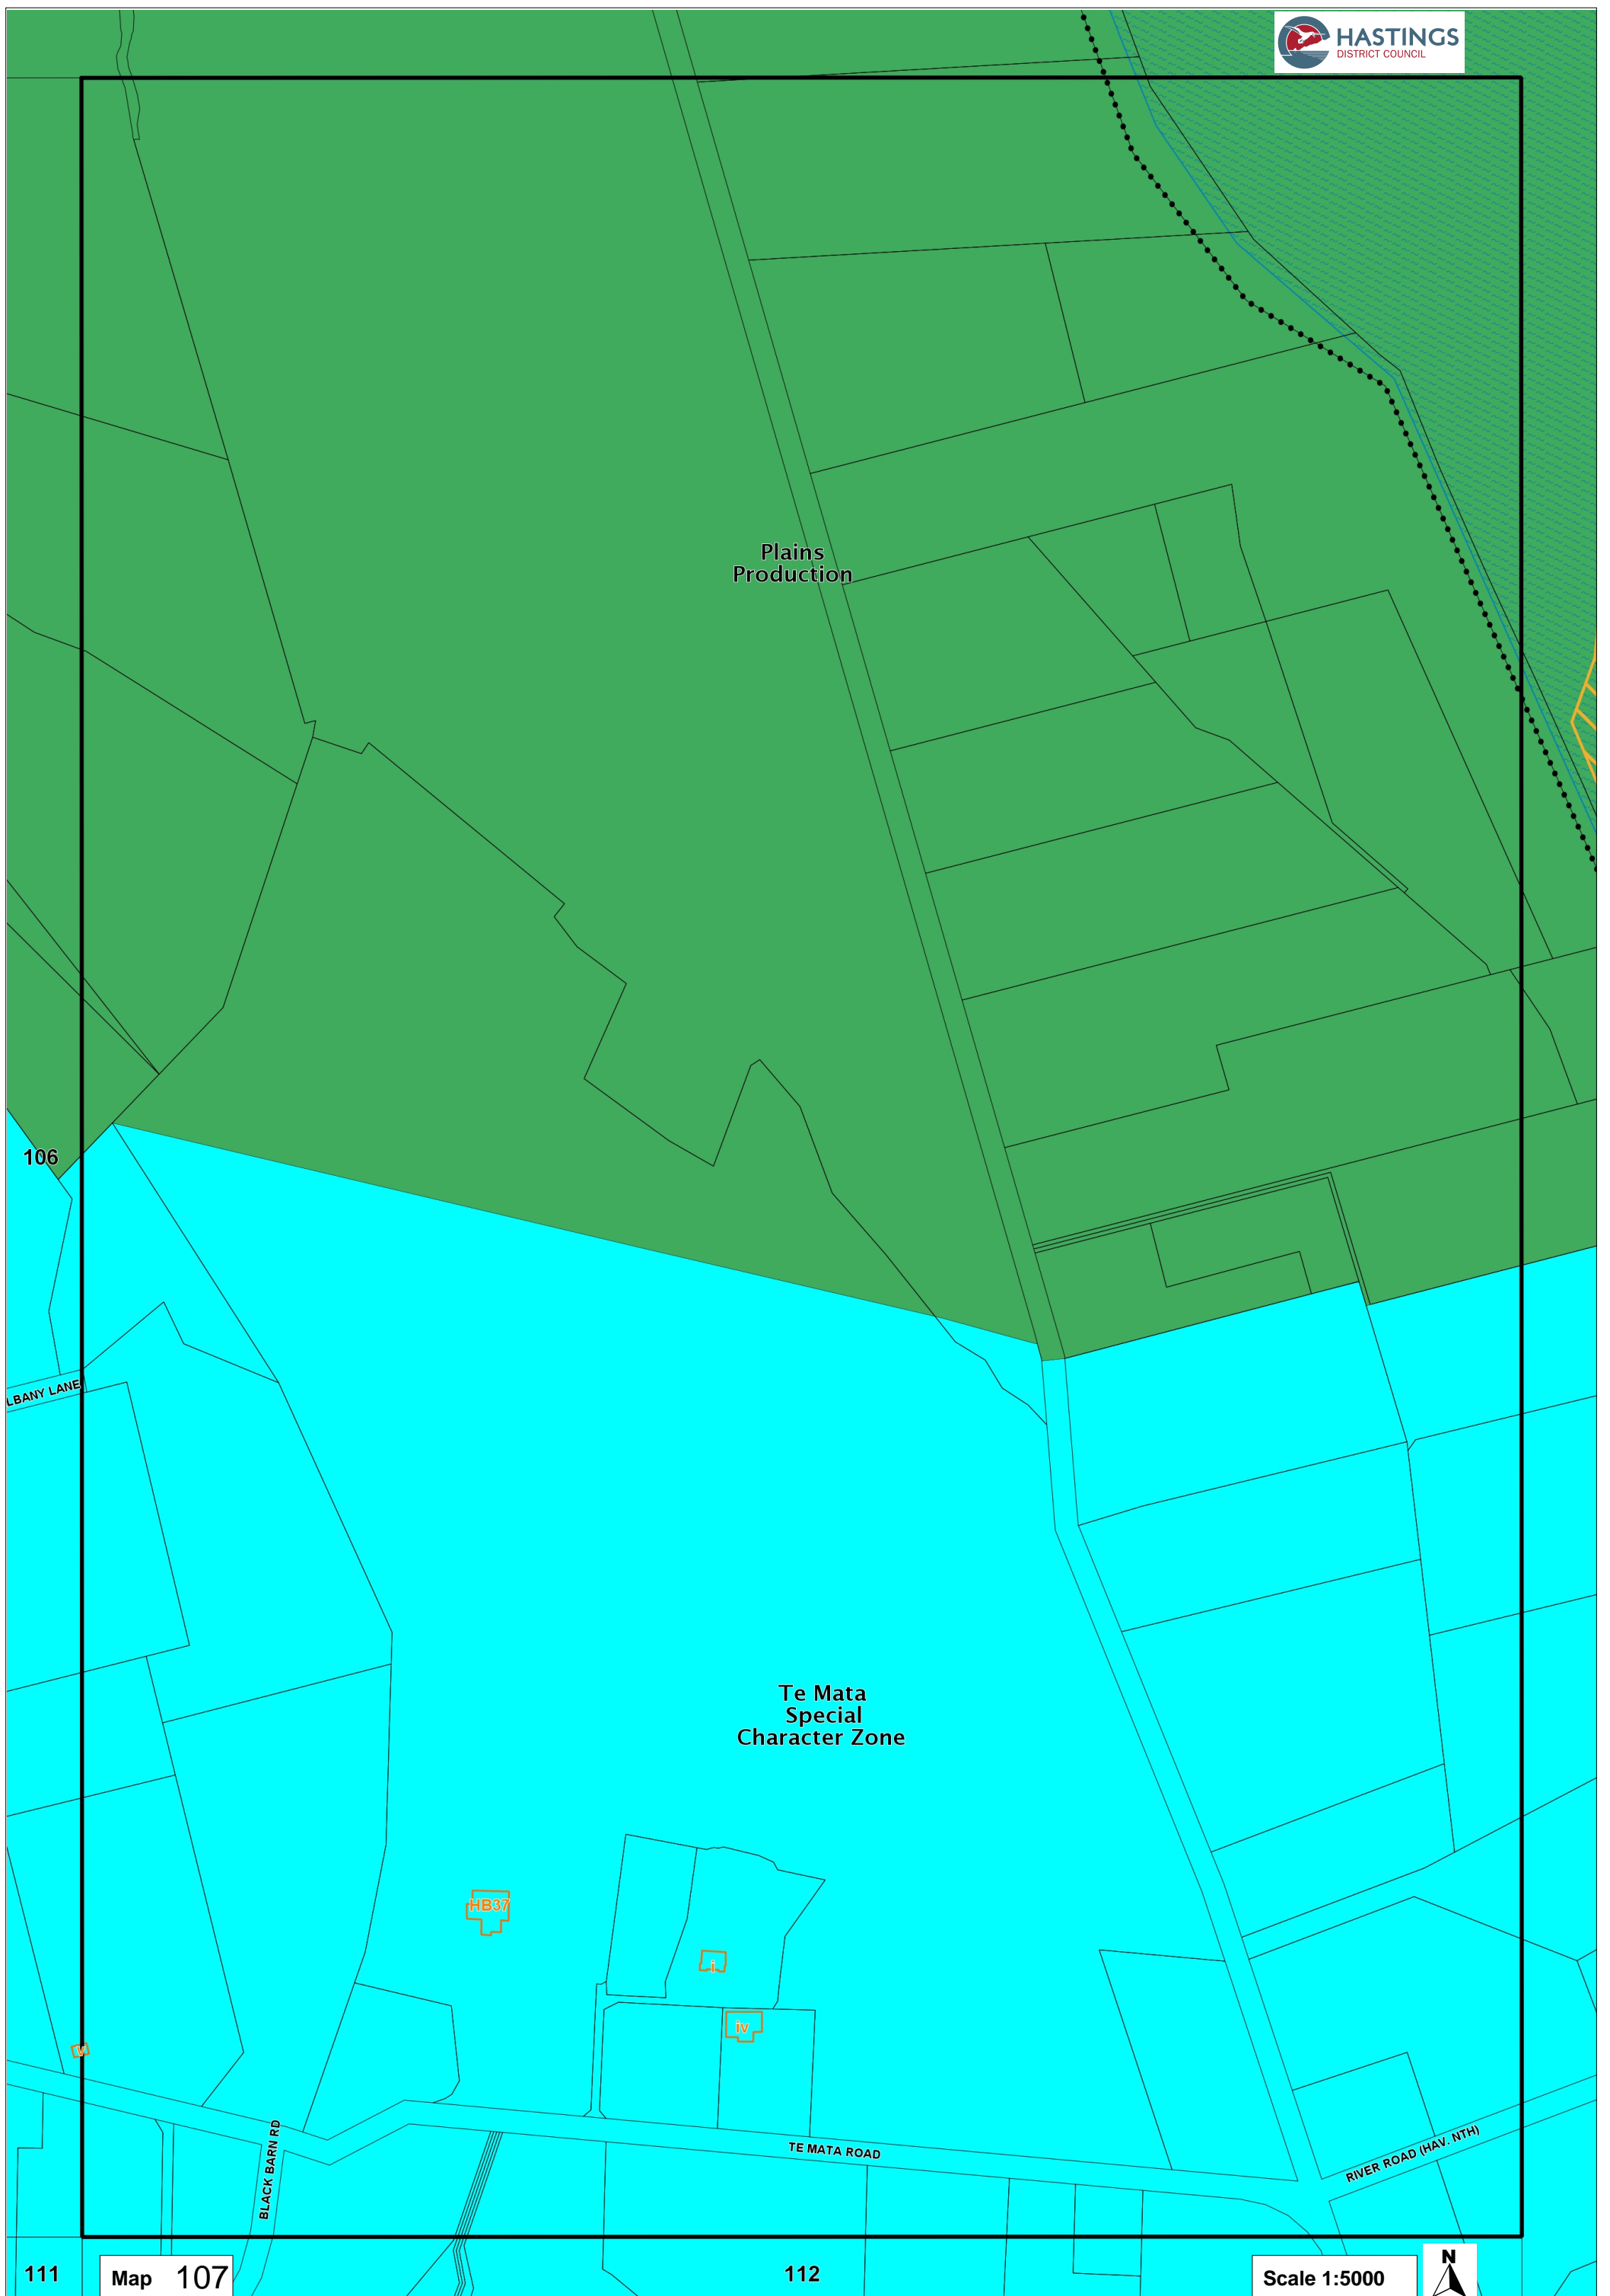 HASTINGS
DISTRICT COUNCIL
Plains
Production
106
LBANY LANE
Te Mata
Special
Character Zone
HB37
i
iv
TE MATA ROAD
BLACK BARN RD
RIVER ROAD (HAV. NTH)
111
Map 107
112
Scale 1:5000
N